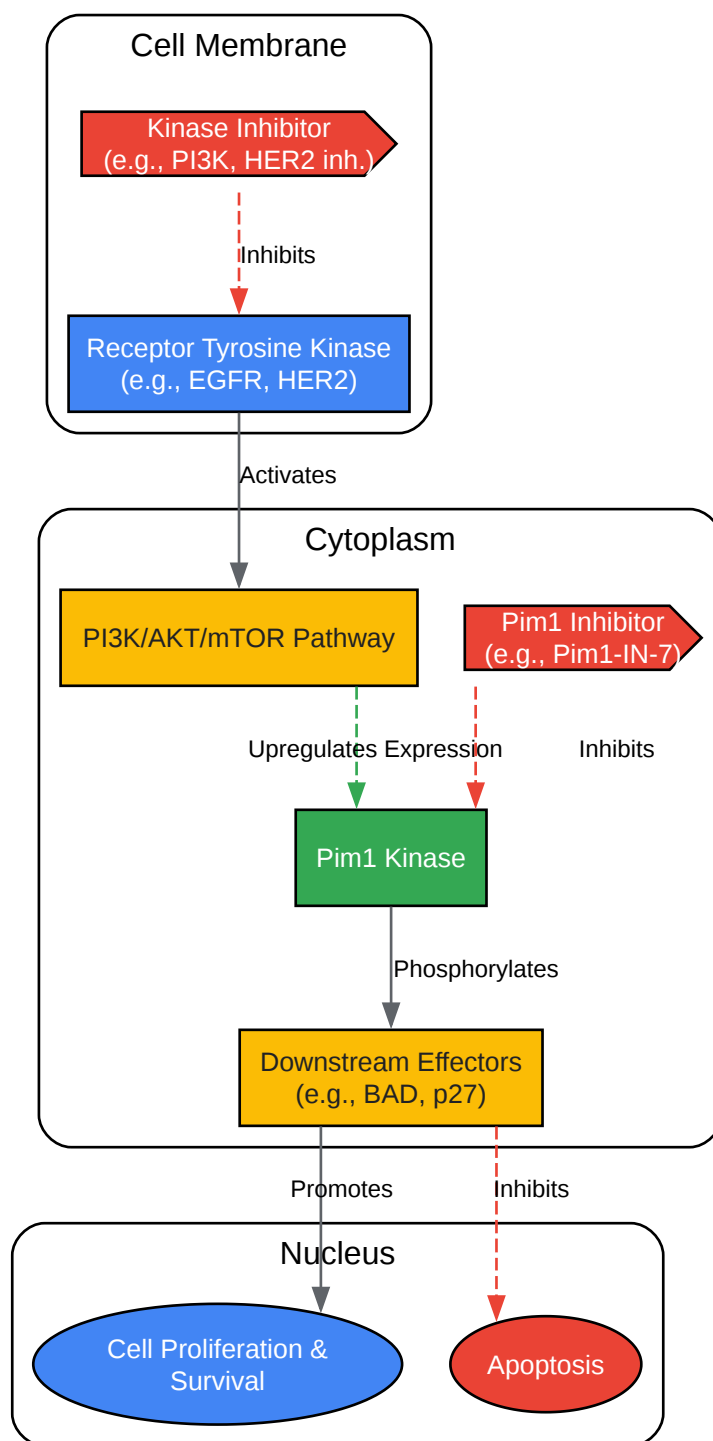 Cell Membrane
Kinase Inhibitor
(e.g., PI3K, HER2 inh.)
Inhibits
Receptor Tyrosine Kinase
(e.g., EGFR, HER2)
Activates
Cytoplasm
PI3K/AKT/mTOR Pathway
Pim1 Inhibitor
(e.g., Pim1-IN-7)
Upregulates Expression
Inhibits
Pim1 Kinase
Phosphorylates
Downstream Effectors
(e.g., BAD, p27)
Promotes
Inhibits
Nucleus
Cell Proliferation &
Survival
Apoptosis